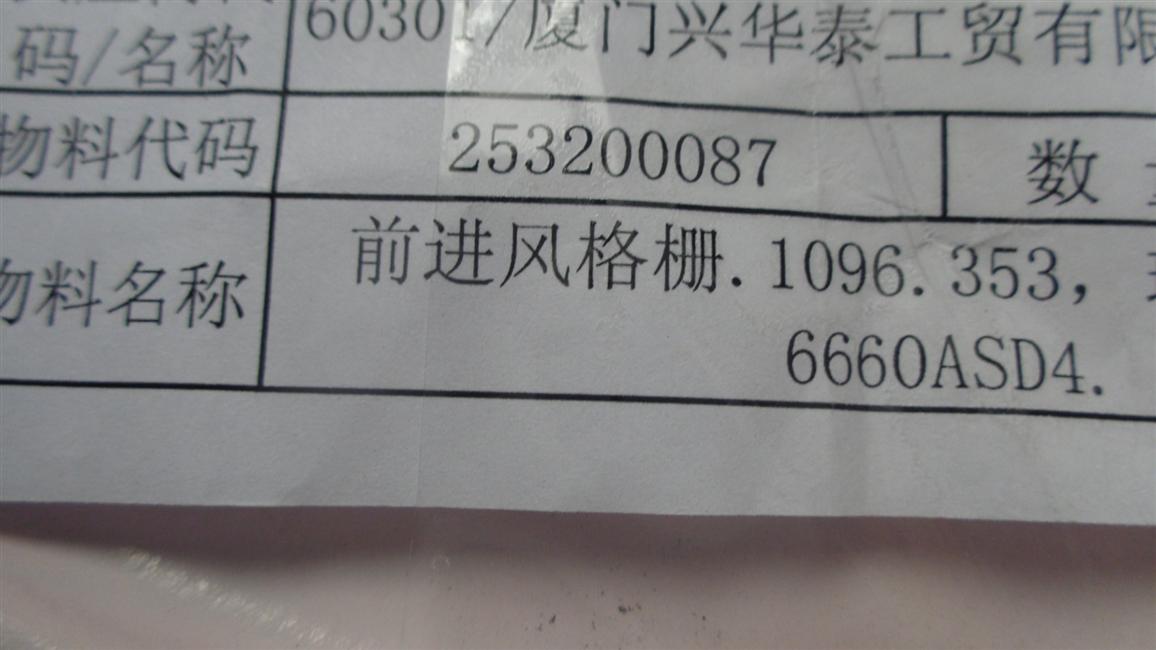 码/名称 60301/厦门兴华泰工贸有限
物料代码 253200087 数
物料名称 前进风格栅.1096.353,
6660ASD4.